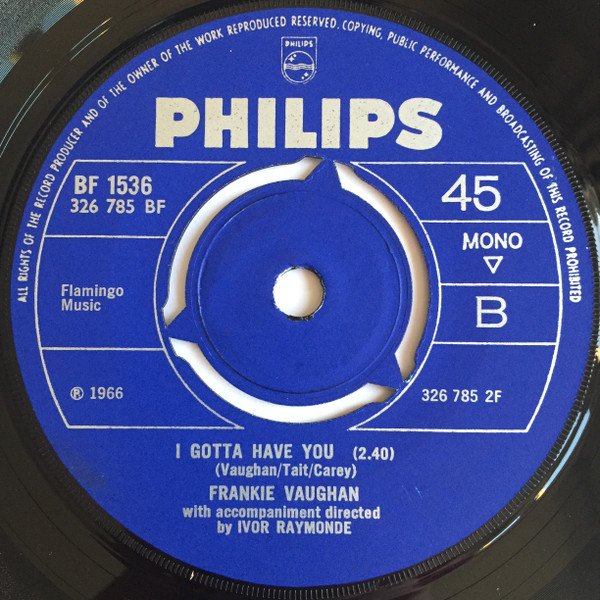 ALL RIGHTS OF THE RECORD PRODUCER AND OF THE OWNER OF THE WORK REPRODUCED RESERVED. COPYING, PUBLIC PERFORMANCE AND BROADCASTING OF THIS RECORD PROHIBITED
PHILIPS
PHILIPS
BF 1536
326 785 BF
45
MONO
Flamingo
Music
B
℗ 1966
326 785 2F
I GOTTA HAVE YOU (2.40)
(Vaughan/Tait/Carey)
FRANKIE VAUGHAN
with accompaniment directed
by IVOR RAYMONDE